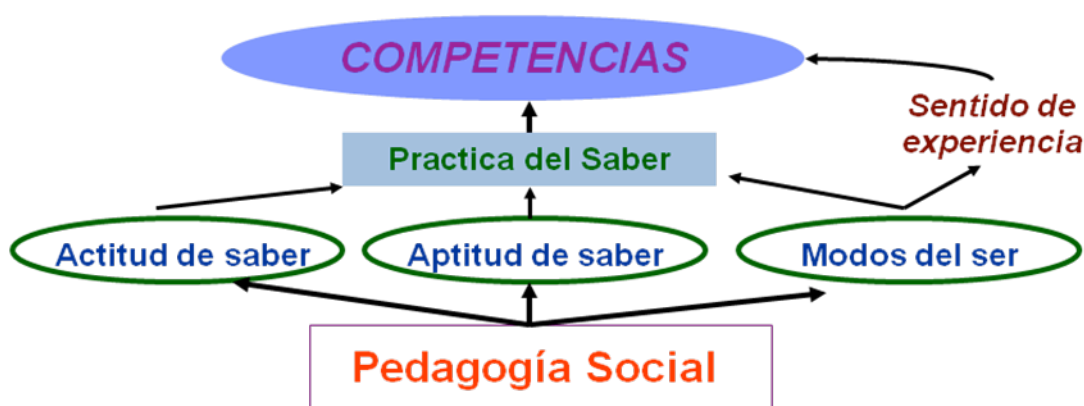 COMPETENCIAS
Sentido de
experiencia
Practica del Saber
Actitud de saber
Aptitud de saber
Modos del ser
Pedagogía Social